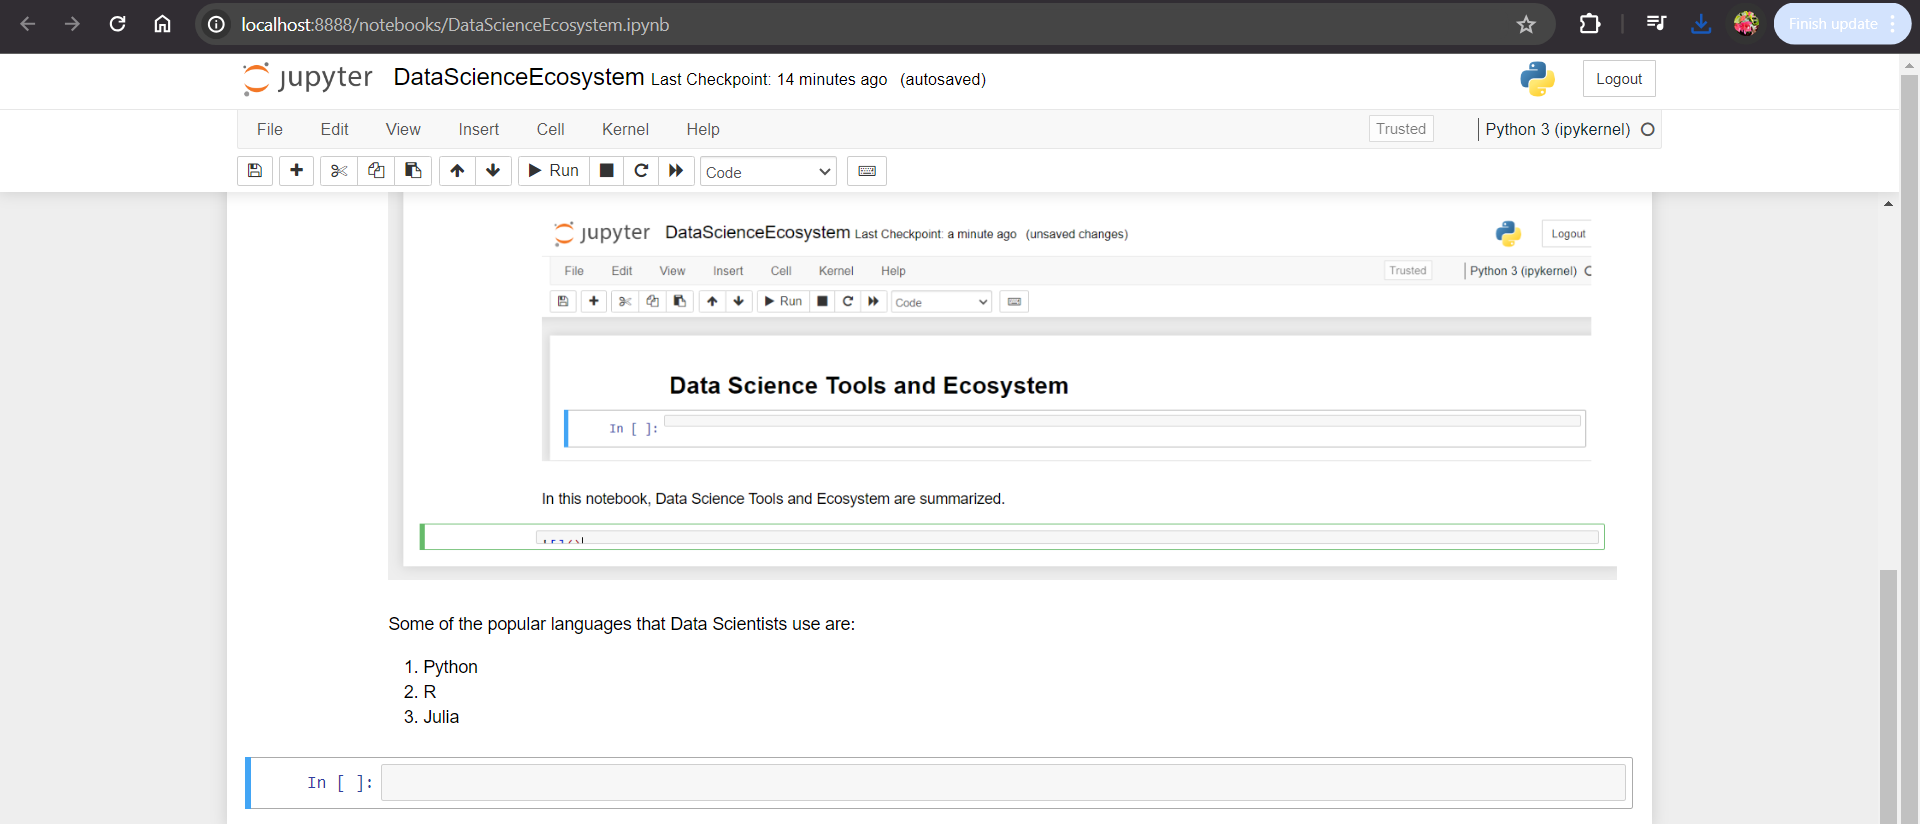 localhost:8888/notebooks/DataScienceEcosystem.ipynb
Finish update
jupyter DataScienceEcosystem Last Checkpoint: 14 minutes ago (autosaved)
Logout
File Edit View Insert Cell Kernel Help
Trusted
Python 3 (ipykernel)
Run
Code
jupyter DataScienceEcosystem Last Checkpoint: a minute ago (unsaved changes)
Logout
File Edit View Insert Cell Kernel Help
Trusted
Python 3 (ipykernel)
Run
Code
Data Science Tools and Ecosystem
In [ ]:
In this notebook, Data Science Tools and Ecosystem are summarized.
Some of the popular languages that Data Scientists use are:
1. Python
2. R
3. Julia
In [ ]: